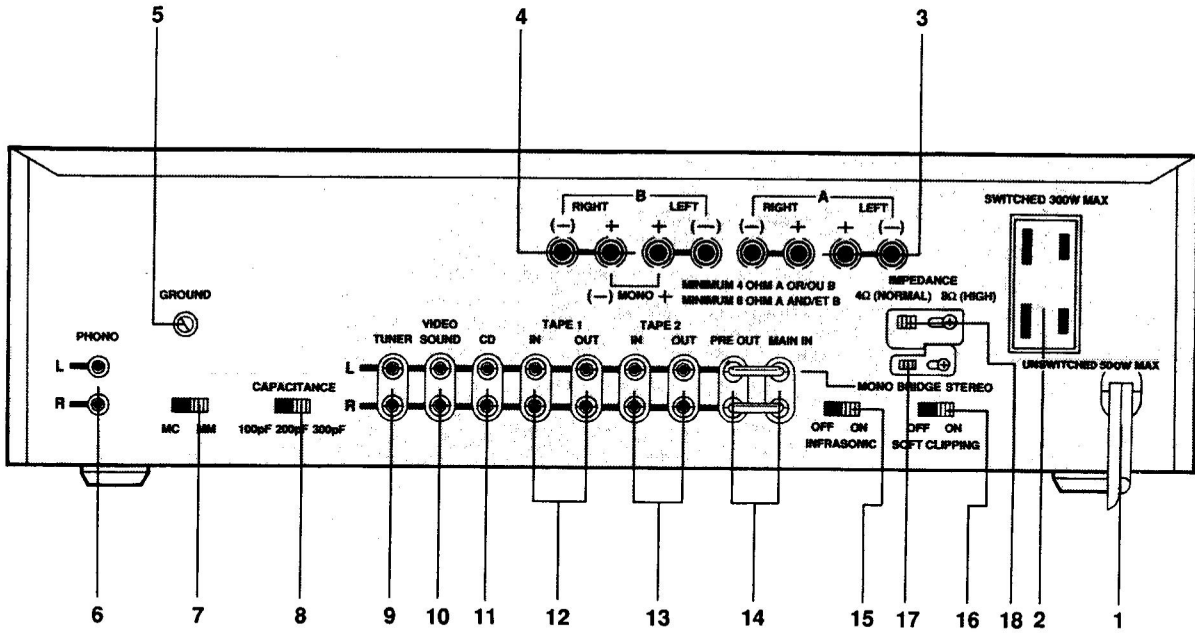 5 4 3
B A
RIGHT LEFT RIGHT LEFT
SWITCHED 300W MAX
(−) + + (−) (−) + + (−)
GROUND
(−) MONO +
MINIMUM 4 OHM A OR/OU B
MINIMUM 8 OHM A AND/ET B
IMPEDANCE
4Ω (NORMAL) 8Ω (HIGH)
PHONO
TUNER
VIDEO
SOUND
CD
TAPE 1
IN OUT
TAPE 2
IN OUT
PRE OUT MAIN IN
UNSWITCHED 500W MAX
L
L
MONO BRIDGE STEREO
R
R
CAPACITANCE
MC MM
100pF 200pF 300pF
OFF ON
INFRASONIC
OFF ON
SOFT CLIPPING
6 7 8 9 10 11 12 13 14 15 17 16 18 2 1